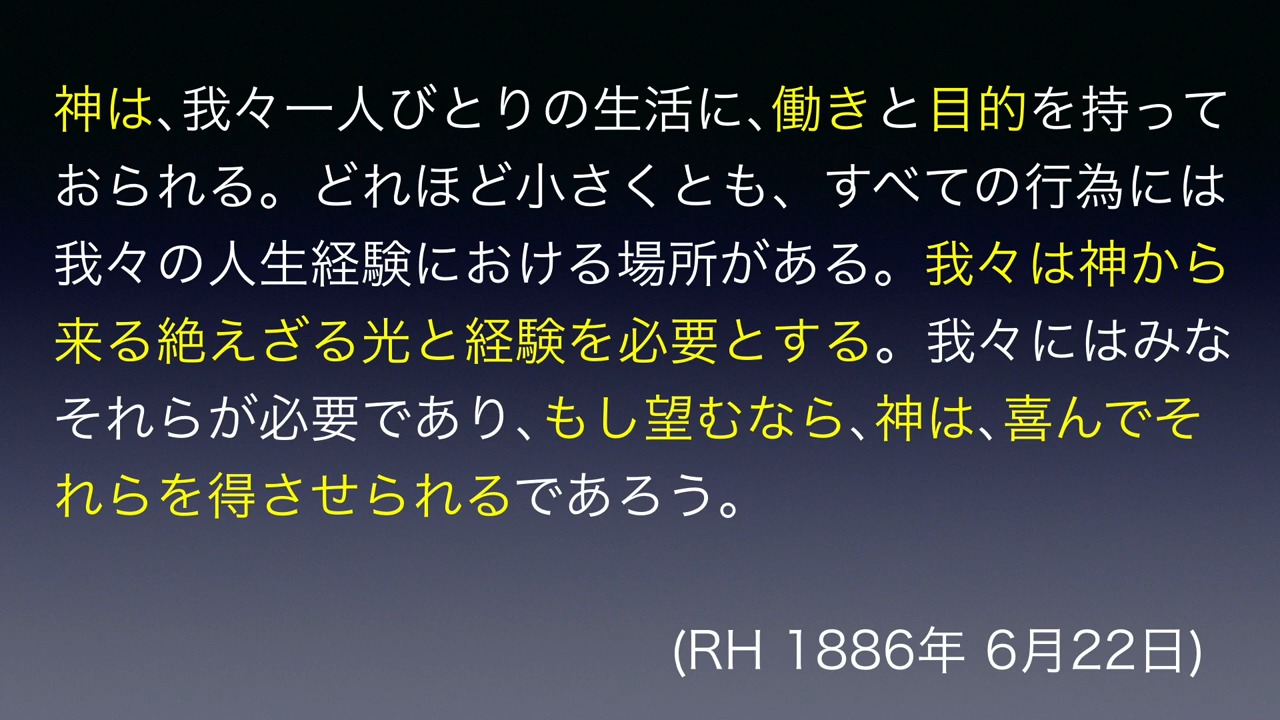 神は、我々一人びとりの生活に、働きと目的を持って
おられる。どれほど小さくとも、すべての行為には
我々の人生経験における場所がある。我々は神から
来る絶えざる光と経験を必要とする。我々にはみな
それらが必要であり、もし望むなら、神は、喜んでそ
れらを得させられるであろう。
(RH 1886年 6月22日)